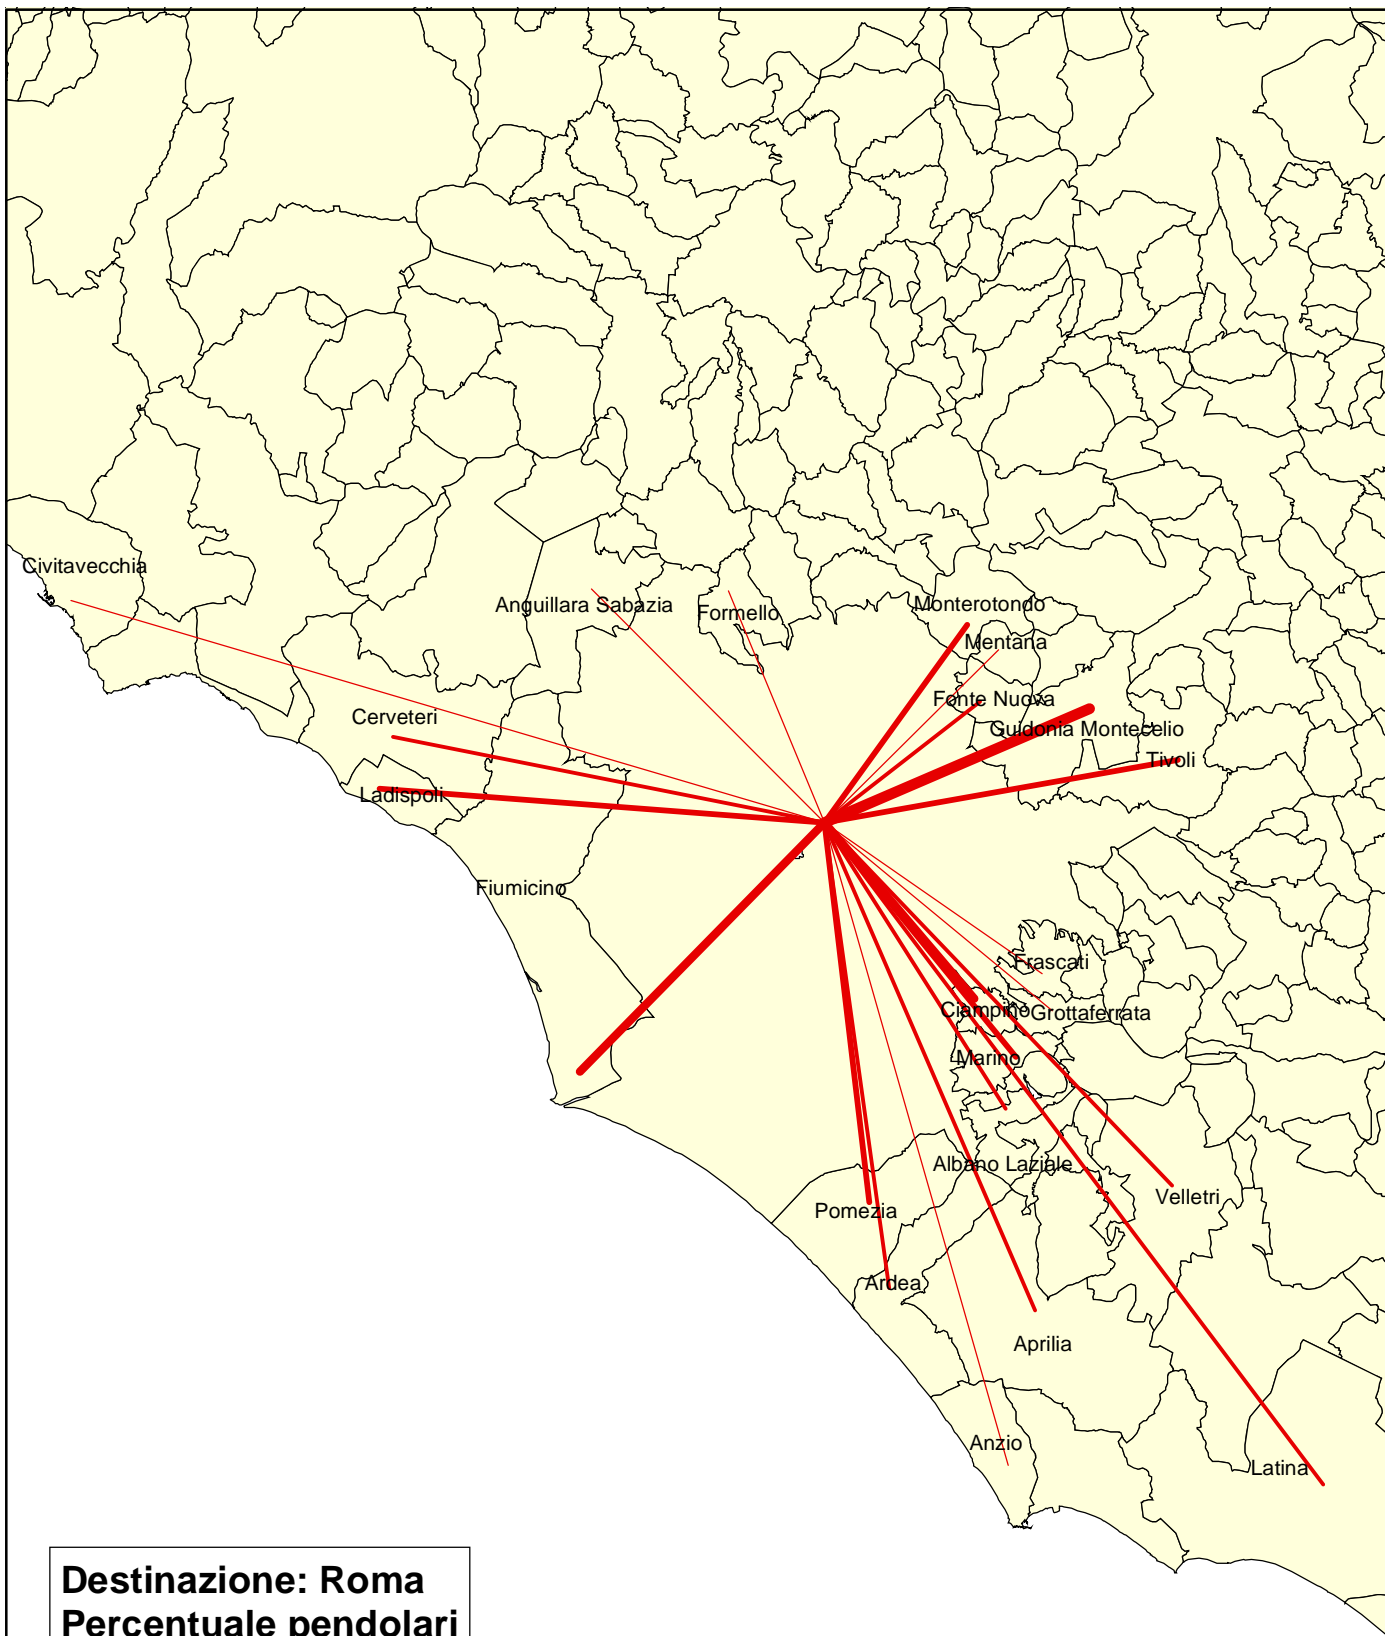 Civitavecchia
Anguillara Sabazia
Formello
Monterotondo
Mentana
Fonte Nuova
Cerveteri
Guidonia Montecelio
Tivoli
Ladispoli
Fiumicino
Frascati
Ciampino
Grottaferrata
Marino
Albano Laziale
Velletri
Pomezia
Ardea
Aprilia
Anzio
Latina
Destinazione: Roma
Percentuale pendolari